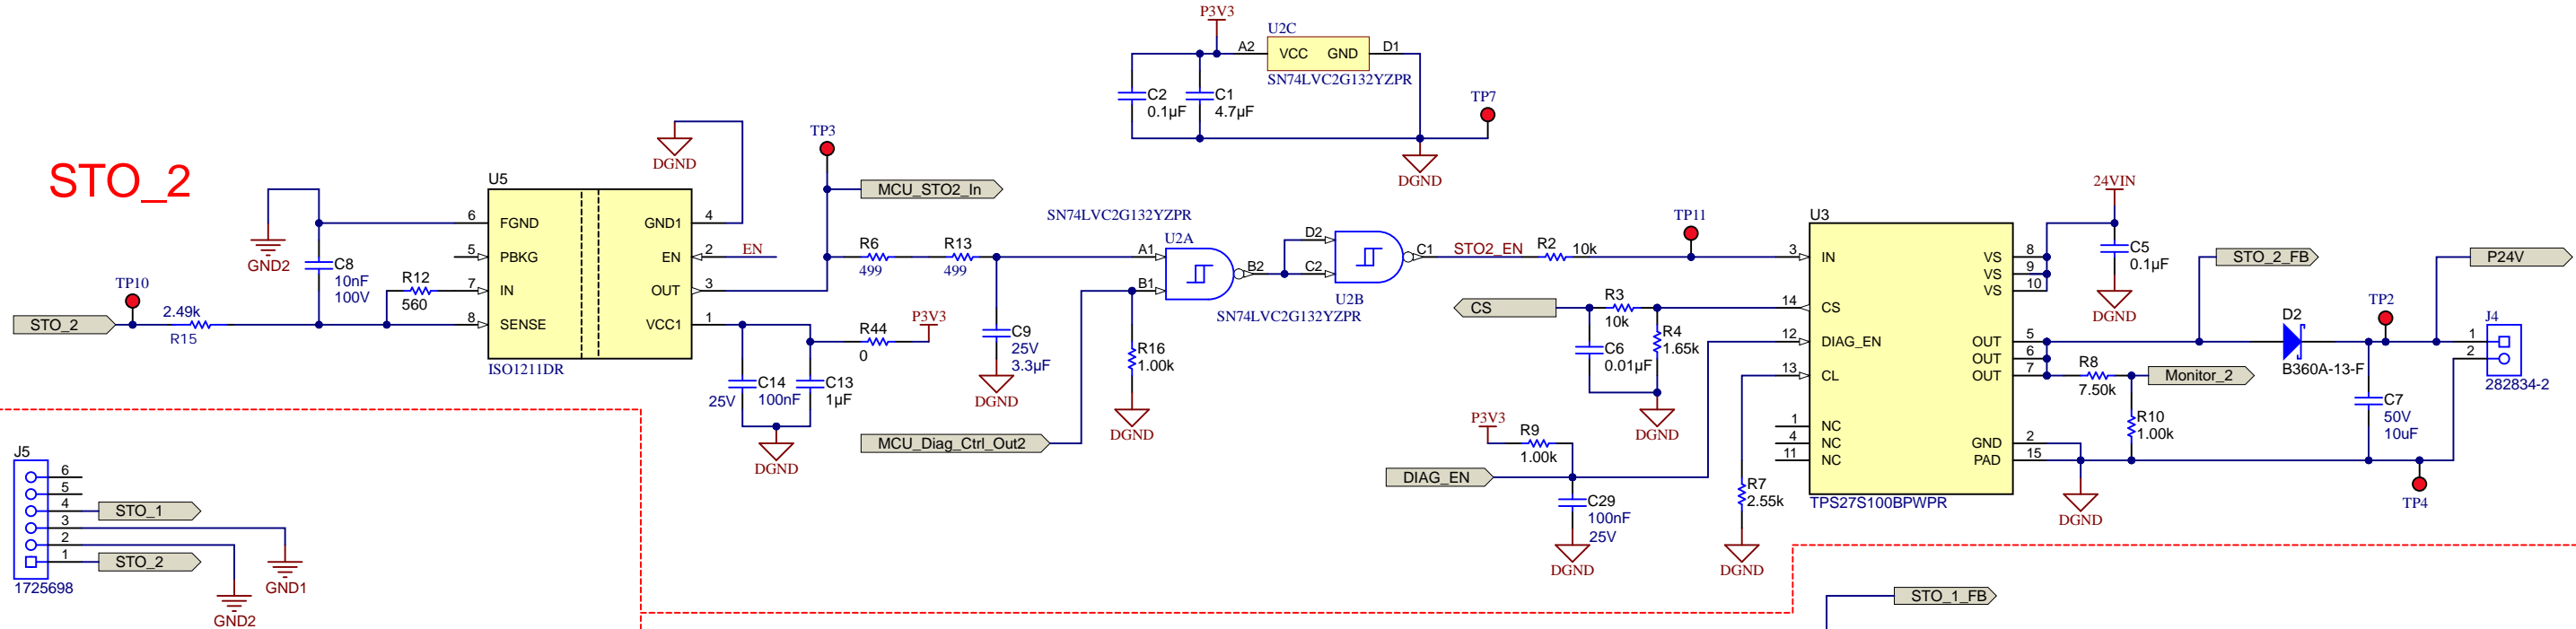 STO_2
P3V3
U2C
A2
VCC
GND
D1
SN74LVC2G132YZPR
C2
0.1µF
C1
4.7µF
TP7
DGND
TP10
STO_2
2.49k
R15
GND2
C8
10nF
100V
R12
560
U5
6
FGND
5
PBKG
7
IN
8
SENSE
GND1
4
EN
2
OUT
3
VCC1
1
ISO1211DR
DGND
EN
TP3
MCU_STO2_In
R6
499
R13
499
R44
0
P3V3
C14
100nF
25V
C13
1µF
DGND
C9
25V
3.3µF
DGND
SN74LVC2G132YZPR
U2A
A1
B1
B2
R16
1.00k
DGND
MCU_Diag_Ctrl_Out2
D2
C2
C1
U2B
SN74LVC2G132YZPR
STO2_EN
R2
10k
TP11
CS
R3
10k
C6
0.01µF
R4
1.65k
DGND
P3V3
R9
1.00k
DIAG_EN
C29
100nF
25V
DGND
R7
2.55k
DGND
U3
3
IN
14
CS
12
DIAG_EN
13
CL
1
NC
4
NC
11
NC
VS
8
VS
9
VS
10
OUT
5
OUT
6
OUT
7
GND
2
PAD
15
TPS27S100BPWPR
24VIN
C5
0.1µF
DGND
STO_2_FB
P24V
R8
7.50k
Monitor_2
R10
1.00k
D2
B360A-13-F
TP2
C7
50V
10uF
J4
1
2
282834-2
DGND
TP4
J5
6
5
4
3
2
1
STO_1
STO_2
1725698
GND1
GND2
STO_1_FB